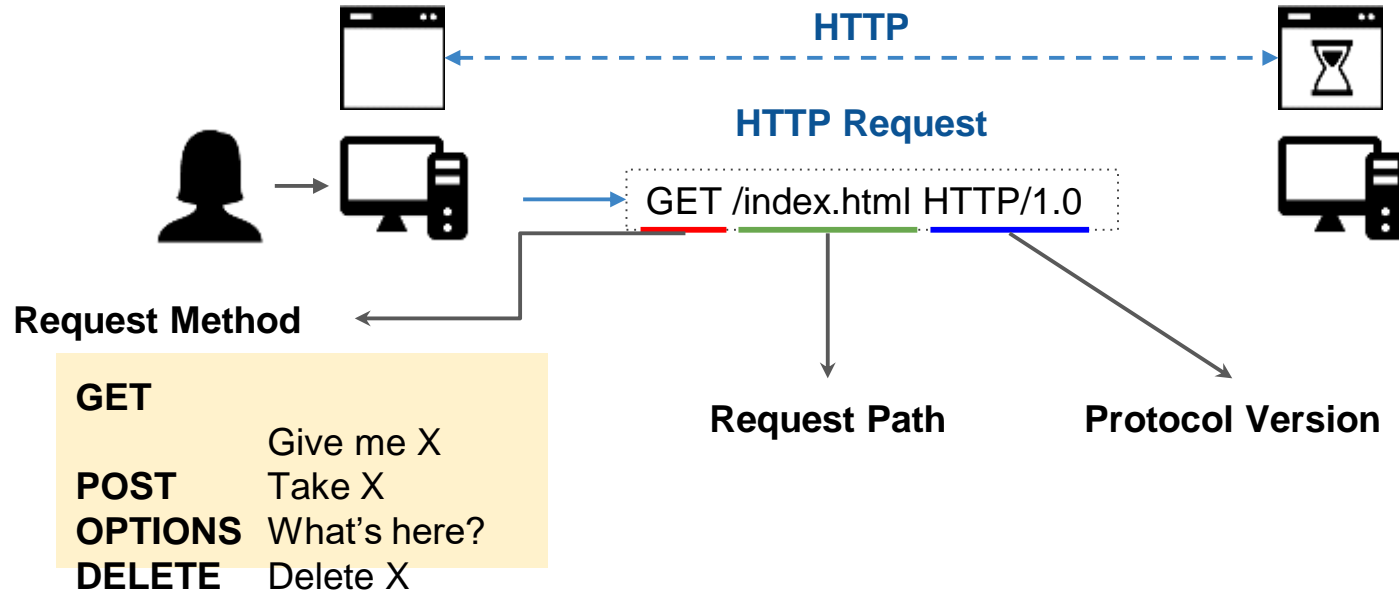 HTTP
HTTP Request
GET /index.html HTTP/1.0
Request Method
GET
Give me X
POST Take X
OPTIONS What’s here?
DELETE Delete X
Request Path
Protocol Version